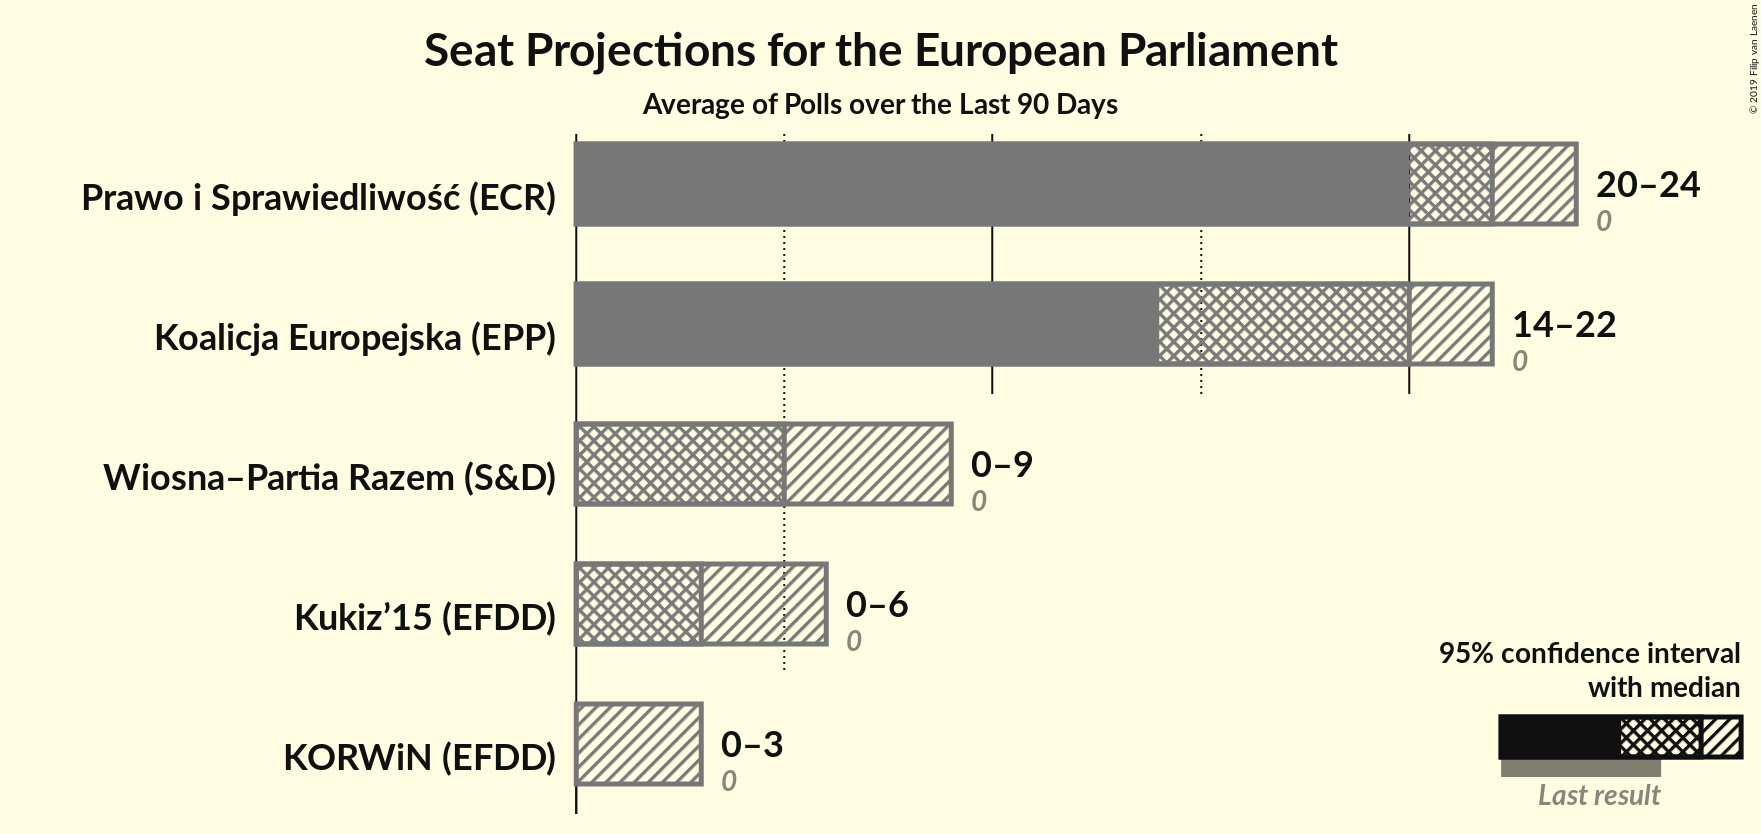 Seat Projections for the European Parliament
Average of Polls over the Last 90 Days
© 2019 Filip van Laenen
Prawo i Sprawiedliwość (ECR)
20–24
0
Koalicja Europejska (EPP)
14–22
0
Wiosna–Partia Razem (S&D)
0–9
0
Kukiz’15 (EFDD)
0–6
0
KORWiN (EFDD)
0–3
0
95% confidence interval
with median
Last result